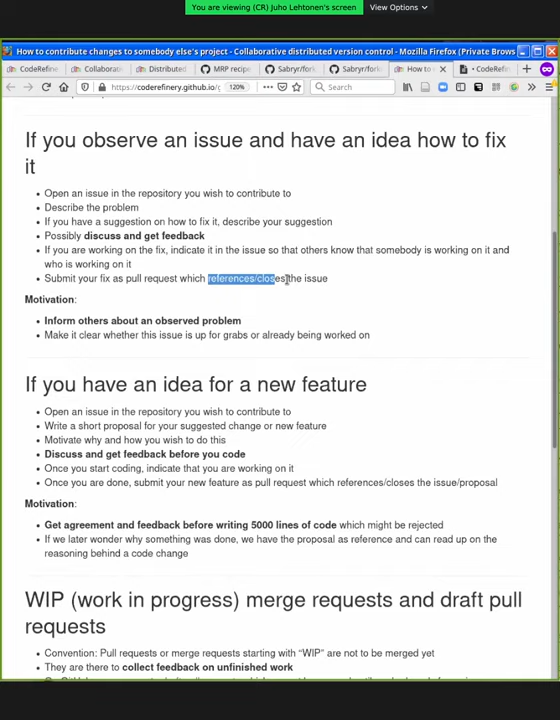 You are viewing (CR) Juho Lehtonen's screen
View Options
How to contribute changes to somebody else's project - Collaborative distributed version control - Mozilla Firefox (Private Brows
CodeRefine
Collaborat
Distributed
MRP recipe
Sabry/fork
Sabry/fork
How to
• CodeRefin
https://coderefinery.github.io/c
120%
Search
If you observe an issue and have an idea how to fix
it
• Open an issue in the repository you wish to contribute to
• Describe the problem
• If you have a suggestion on how to fix it, describe your suggestion
• Possibly discuss and get feedback
• If you are working on the fix, indicate it in the issue so that others know that somebody is working on it and
who is working on it
• Submit your fix as pull request which references/closes the issue
Motivation:
• Inform others about an observed problem
• Make it clear whether this issue is up for grabs or already being worked on
If you have an idea for a new feature
• Open an issue in the repository you wish to contribute to
• Write a short proposal for your suggested change or new feature
• Motivate why and how you wish to do this
• Discuss and get feedback before you code
• Once you start coding, indicate that you are working on it
• Once you are done, submit your new feature as pull request which references/closes the issue/proposal
Motivation:
• Get agreement and feedback before writing 5000 lines of code which might be rejected
• If we later wonder why something was done, we have the proposal as reference and can read up on the
reasoning behind a code change
WIP (work in progress) merge requests and draft pull
requests
• Convention: Pull requests or merge requests starting with “WIP” are not to be merged yet
• They are there to collect feedback on unfinished work